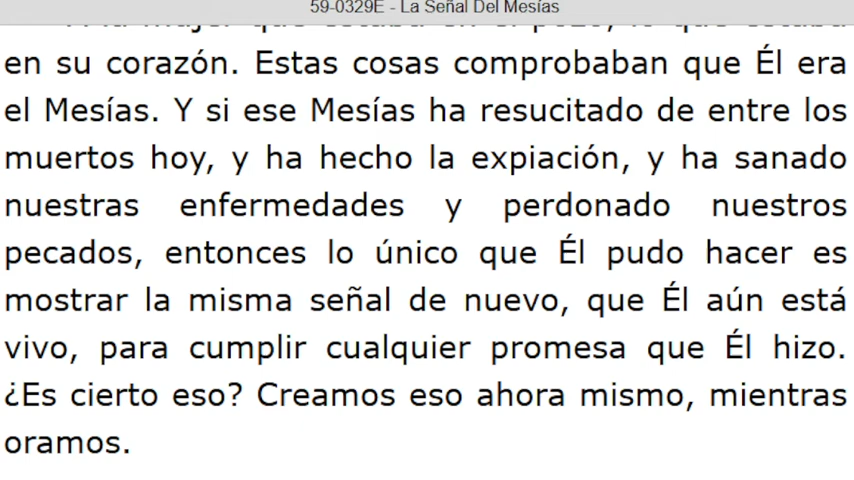 59-0329E - La Señal Del Mesías
en su corazón. Estas cosas comprobaban que Él era
el Mesías. Y si ese Mesías ha resucitado de entre los
muertos hoy, y ha hecho la expiación, y ha sanado
nuestras enfermedades y perdonado nuestros
pecados, entonces lo único que Él pudo hacer es
mostrar la misma señal de nuevo, que Él aún está
vivo, para cumplir cualquier promesa que Él hizo.
¿Es cierto eso? Creamos eso ahora mismo, mientras
oramos.